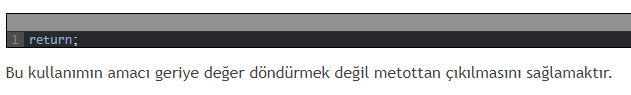 1 return;
Bu kullanımın amacı geriye değer döndürmek değil metottan çıkılmasını sağlamaktır.